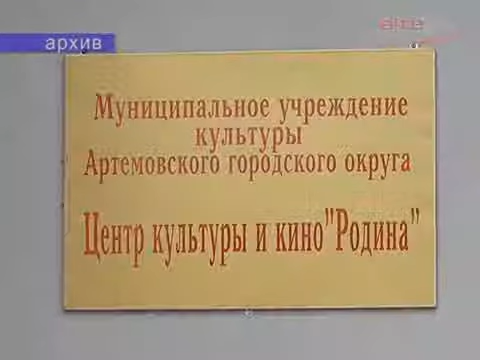 архив
Муниципальное учреждение
культуры
Артемовского городского округа
Центр культуры и кино "Родина"